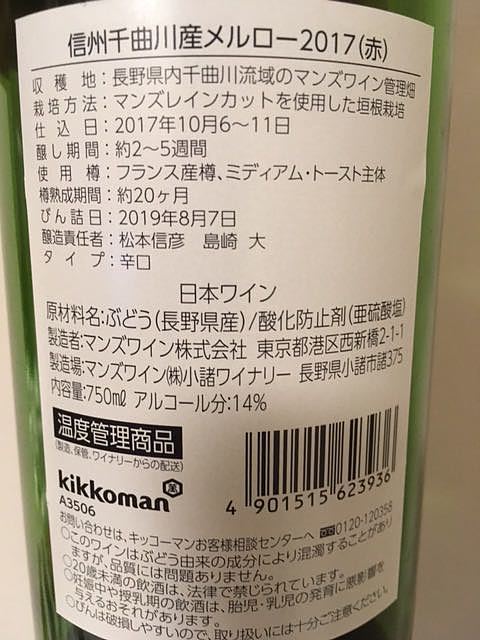 信州千曲川産メルロー2017(赤)
収穫地:長野県内千曲川流域のマンズワイン管理畑
栽培方法:マンズレインカットを使用した垣根栽培
仕込日:2017年10月6〜11日
醸し期間:約2〜5週間
使用樽:フランス産樽、ミディアム・トースト主体
樽熟成期間:約20ヶ月
びん詰日:2019年8月7日
醸造責任者:松本信彦 島崎 大
タイプ:辛口
日本ワイン
原材料名:ぶどう(長野県産)/酸化防止剤(亜硫酸塩)
製造者:マンズワイン株式会社 東京都港区西新橋2-1-1
製造場:マンズワイン(株)小諸ワイナリー 長野県小諸市諸375
内容量:750mℓ アルコール分:14%
温度管理商品
(製造、保管、ワイナリーからの配送)
kikkoman 萬
A3506
4 901515 623936
お問い合わせは、キッコーマンお客様相談センターへ 0120-120358
○このワインはぶどう由来の成分により混濁することがあり
ますが、品質には問題ありません。
○20歳未満の飲酒は、法律で禁じられています。
○妊娠中や授乳期の飲酒は、胎児・乳児の発育に悪影響を
与えるおそれがあります。
○びんは破損しやすいので、取り扱いには十分ご注意ください。